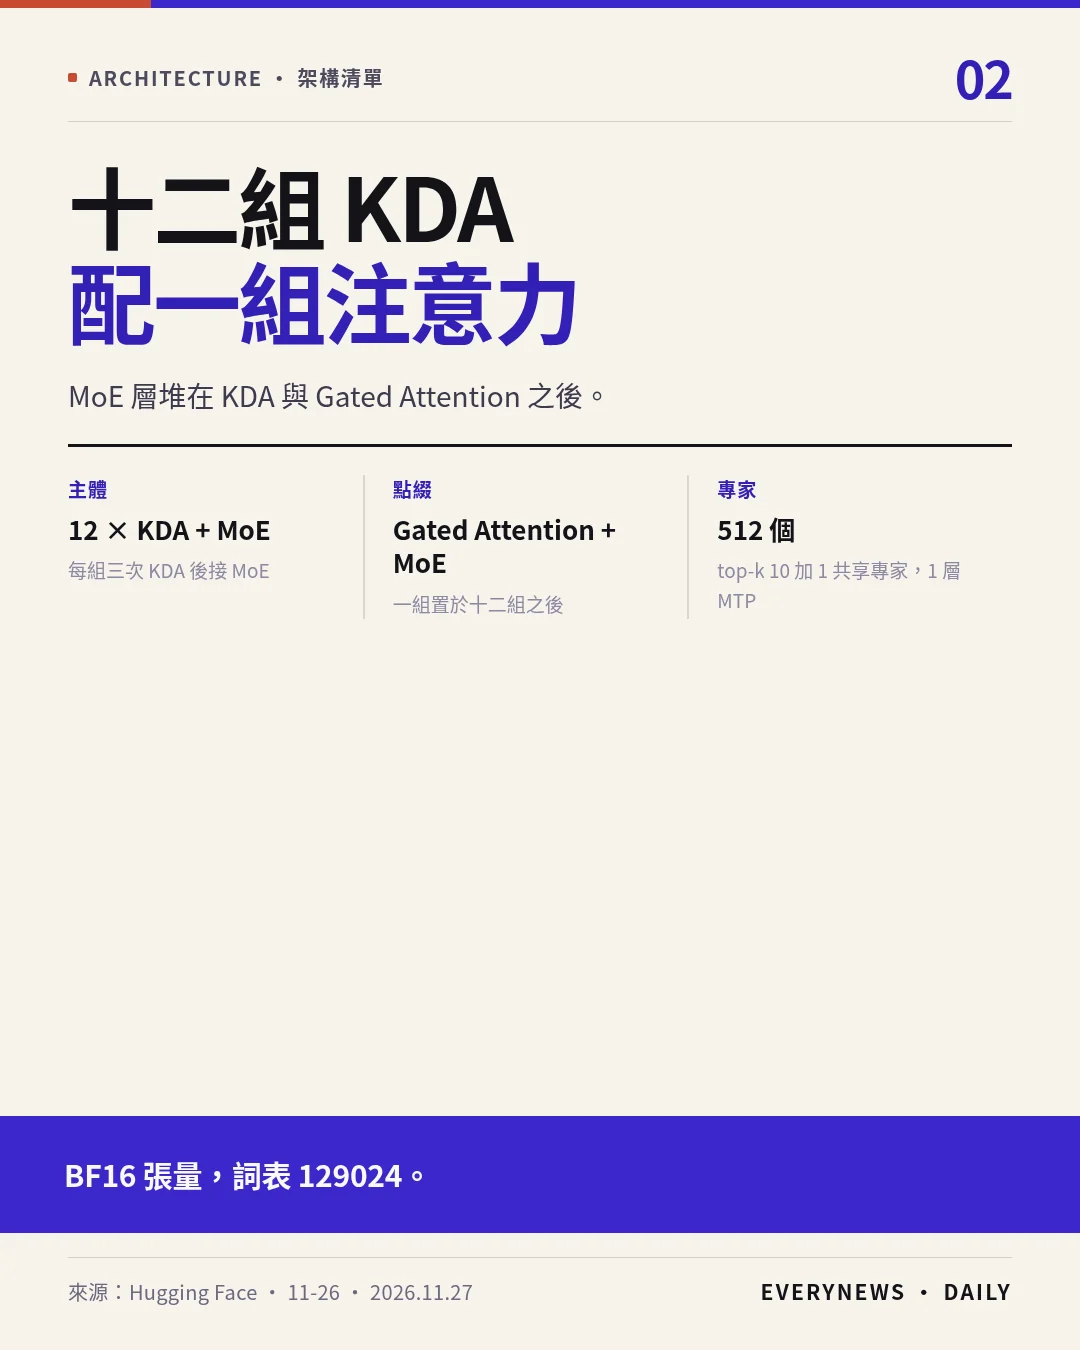 ARCHITECTURE • 架構清單
02
十二組 KDA
配一組注意力
MoE 層堆在 KDA 與 Gated Attention 之後。
主體
12 × KDA + MoE
每組三次 KDA 後接 MoE
點綴
Gated Attention +
MoE
一組置於十二組之後
專家
512 個
top-k 10 加 1 共享專家，1 層
MTP
BF16 張量，詞表 129024。
來源：Hugging Face • 11-26 • 2026.11.27
EVERYNEWS • DAILY